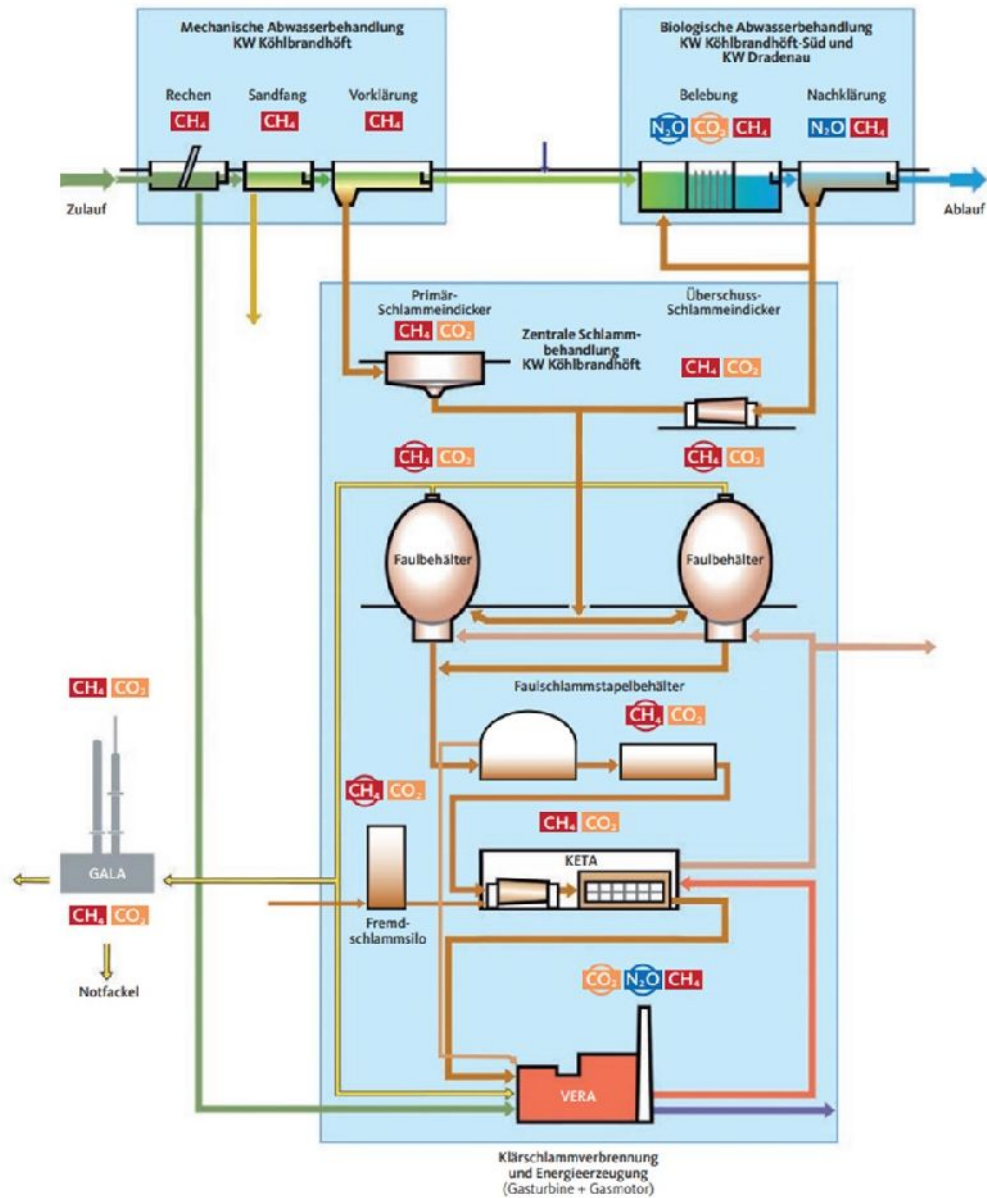 Mechanische Abwasserbehandlung
KW Köhlbrandhöft
Biologische Abwasserbehandlung
KW Köhlbrandhöft-Süd und
KW Dradenau
Rechen
Sandfang
Vorklärung
Belebung
Nachklärung
CH₄
CH₄
CH₄
N₂O CO₂ CH₄
N₂O CH₄
Zulauf
Ablauf
Primär-
Schlammeindicker
CH₄ CO₂
Überschuss-
Schlammeindicker
Zentrale Schlamm-
behandlung
KW Köhlbrandhöft
CH₄ CO₂
CH₄ CO₂
CH₄ CO₂
Faulbehälter
Faulbehälter
Faulschlammstapelbehälter
CH₄ CO₂
CH₄ CO₂
CH₄ CO₂
CH₄ CO₂
KETA
GALA
CH₄ CO₂
Fremd-
schlammsilo
Notfackel
CO₂ N₂O CH₄
VERA
Klärschlammverbrennung
und Energieerzeugung
(Gasturbine + Gasmotor)